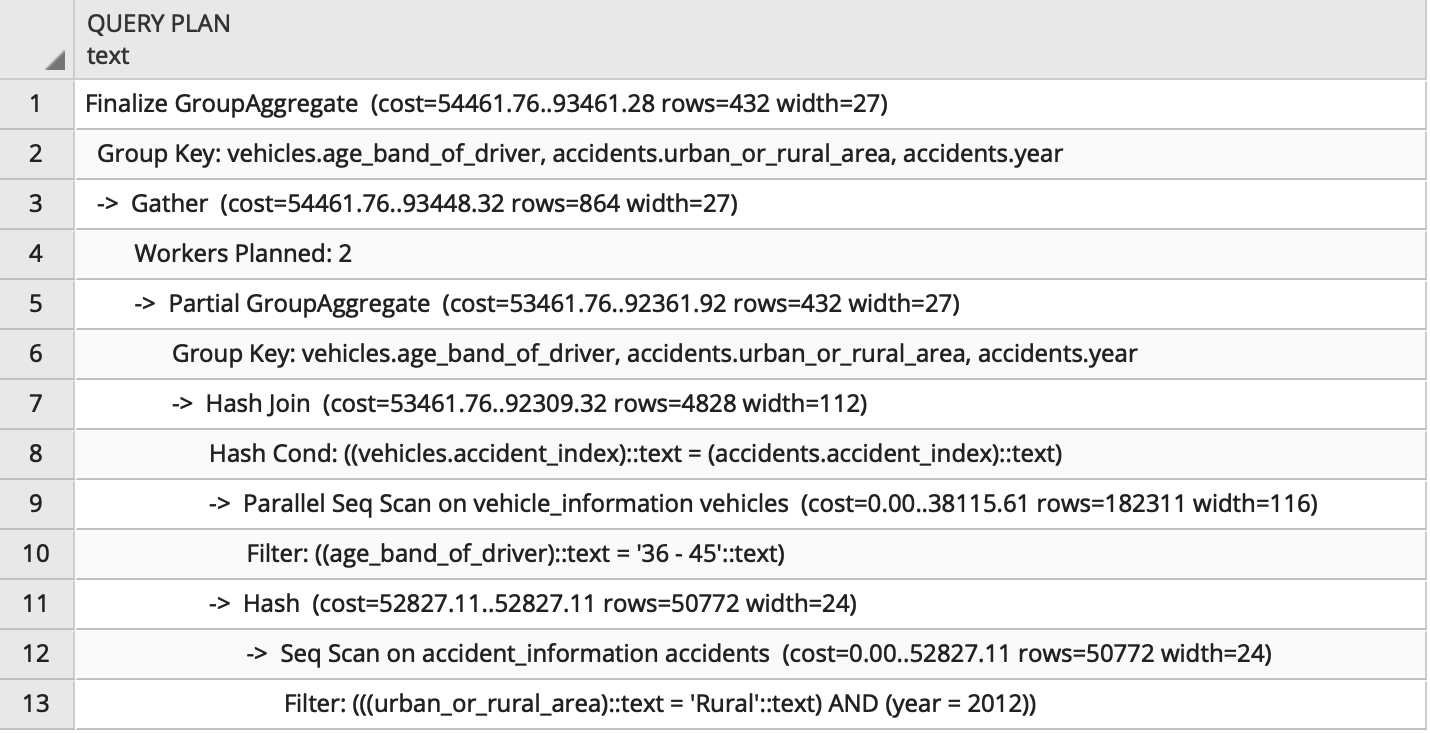 QUERY PLAN
text
1 Finalize GroupAggregate (cost=54461.76..93461.28 rows=432 width=27)
2 Group Key: vehicles.age_band_of_driver, accidents.urban_or_rural_area, accidents.year
3 -> Gather (cost=54461.76..93448.32 rows=864 width=27)
4 Workers Planned: 2
5 -> Partial GroupAggregate (cost=53461.76..92361.92 rows=432 width=27)
6 Group Key: vehicles.age_band_of_driver, accidents.urban_or_rural_area, accidents.year
7 -> Hash Join (cost=53461.76..92309.32 rows=4828 width=112)
8 Hash Cond: ((vehicles.accident_index)::text = (accidents.accident_index)::text)
9 -> Parallel Seq Scan on vehicle_information vehicles (cost=0.00..38115.61 rows=182311 width=116)
10 Filter: ((age_band_of_driver)::text = '36 - 45'::text)
11 -> Hash (cost=52827.11..52827.11 rows=50772 width=24)
12 -> Seq Scan on accident_information accidents (cost=0.00..52827.11 rows=50772 width=24)
13 Filter: (((urban_or_rural_area)::text = 'Rural'::text) AND (year = 2012))